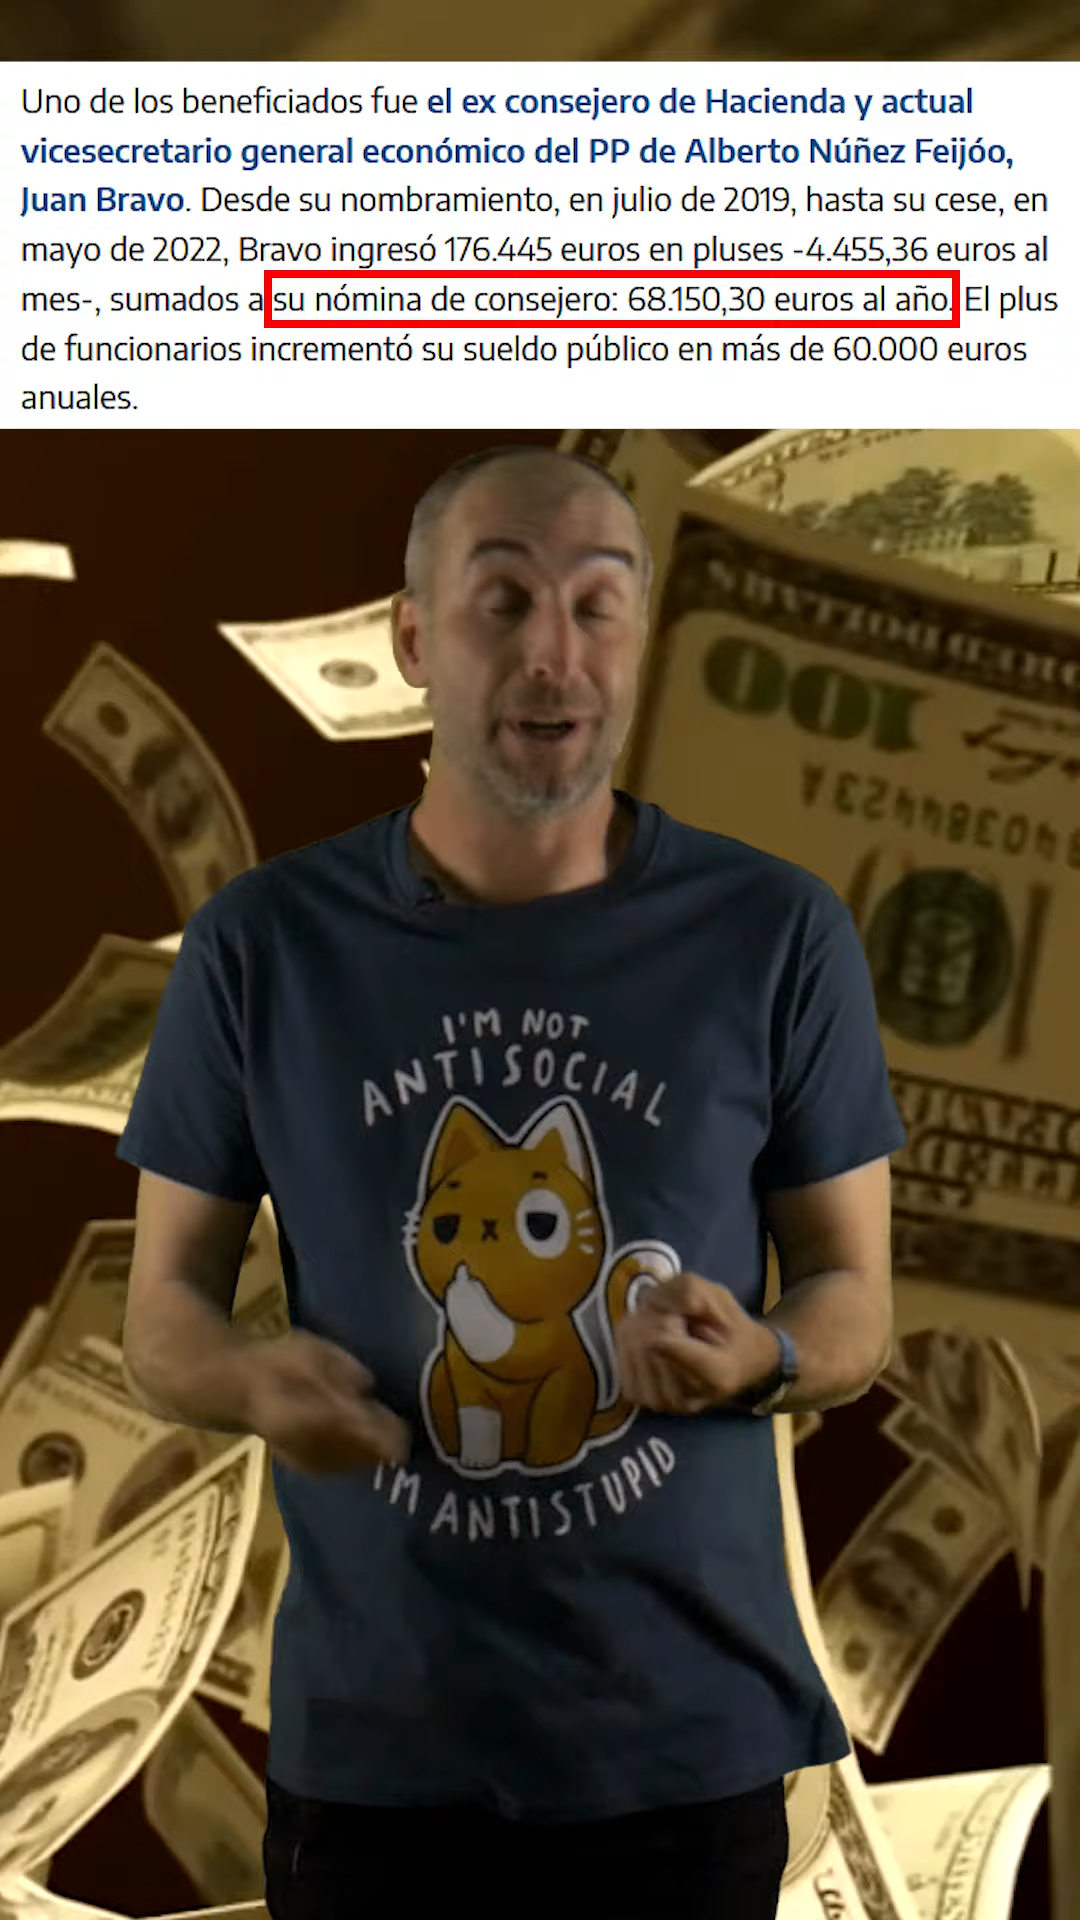 Uno de los beneficiados fue el ex consejero de Hacienda y actual
vicesecretario general económico del PP de Alberto Núñez Feijóo,
Juan Bravo. Desde su nombramiento, en julio de 2019, hasta su cese, en
mayo de 2022, Bravo ingresó 176.445 euros en pluses -4.455,36 euros al
mes-, sumados a su nómina de consejero: 68.150,30 euros al año. El plus
de funcionarios incrementó su sueldo público en más de 60.000 euros
anuales.
100
I'M NOT
ANTISOCIAL
I'M ANTISTUPID